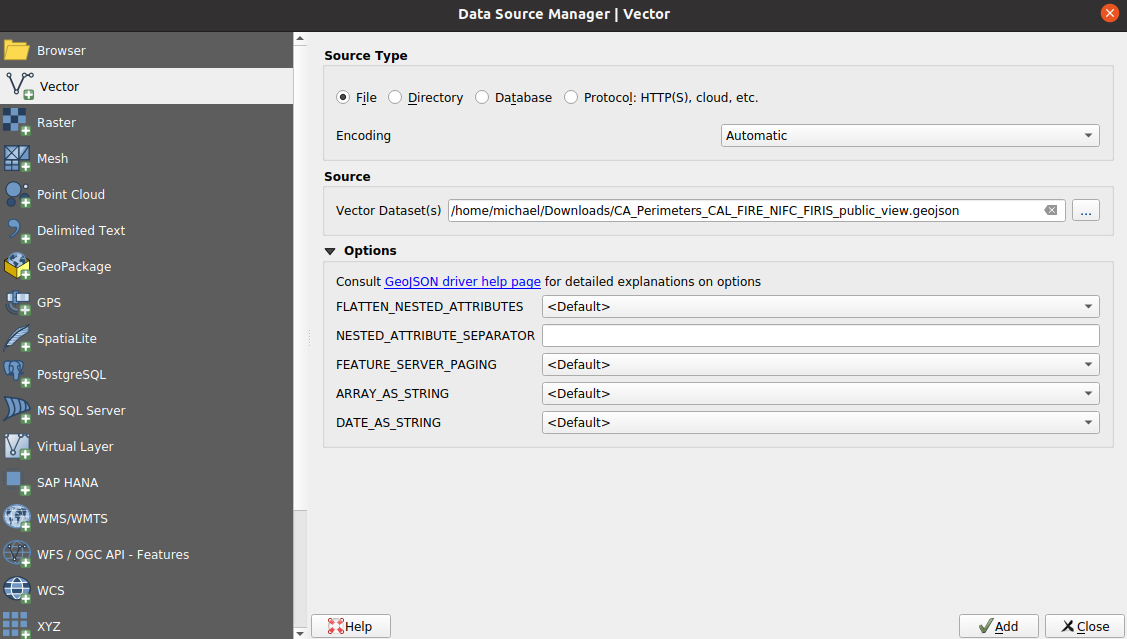 Data Source Manager | Vector
Browser
Vector
Raster
Mesh
Point Cloud
Delimited Text
GeoPackage
GPS
SpatiaLite
PostgreSQL
MS SQL Server
Virtual Layer
SAP HANA
WMS/WMTS
WFS / OGC API - Features
WCS
XYZ
Source Type
File Directory Database Protocol: HTTP(S), cloud, etc.
Encoding Automatic
Source
Vector Dataset(s) /home/michael/Downloads/CA_Perimeters_CAL_FIRE_NIFC_FIRIS_public_view.geojson ...
Options
Consult GeoJSON driver help page for detailed explanations on options
FLATTEN_NESTED_ATTRIBUTES <Default>
NESTED_ATTRIBUTE_SEPARATOR
FEATURE_SERVER_PAGING <Default>
ARRAY_AS_STRING <Default>
DATE_AS_STRING <Default>
Help Add Close